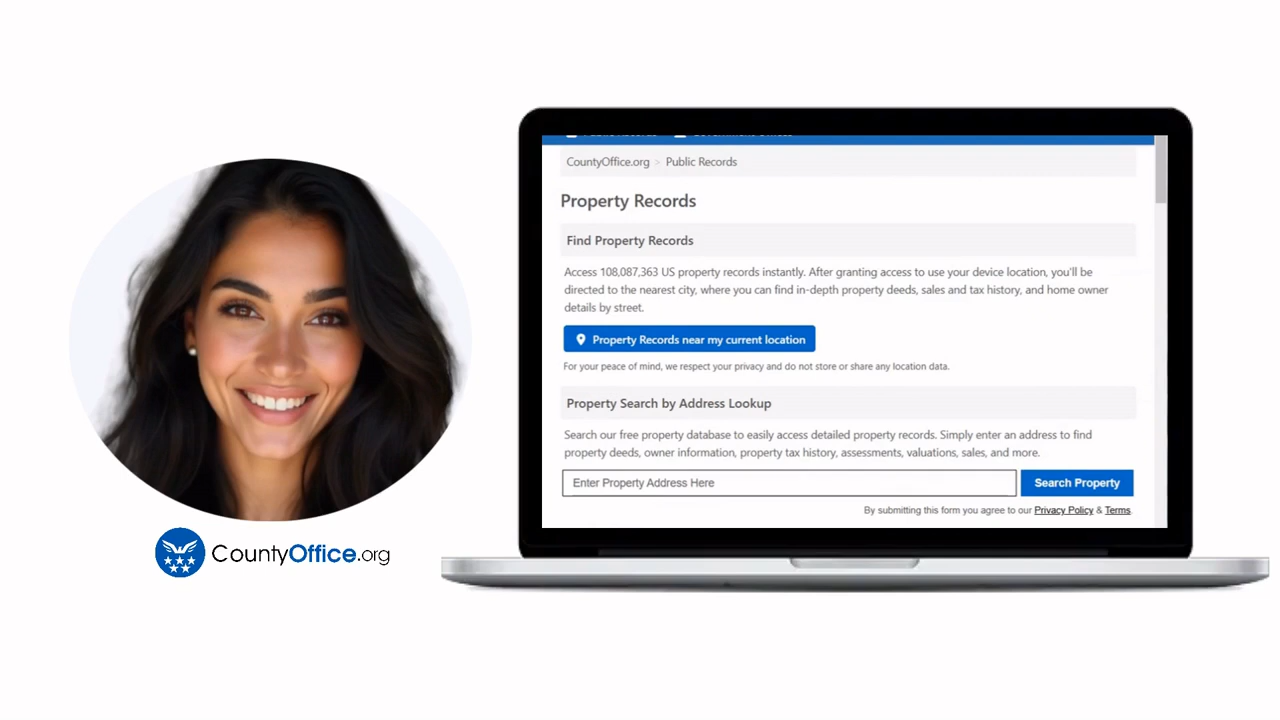 CountyOffice.org > Public Records
Property Records
Find Property Records
Access 108,087,363 US property records instantly. After granting access to use your device location, you'll be
directed to the nearest city, where you can find in-depth property deeds, sales and tax history, and home owner
details by street.
Property Records near my current location
For your peace of mind, we respect your privacy and do not store or share any location data.
Property Search by Address Lookup
Search our free property database to easily access detailed property records. Simply enter an address to find
property deeds, owner information, property tax history, assessments, valuations, sales, and more.
Enter Property Address Here
Search Property
By submitting this form you agree to our Privacy Policy & Terms.
CountyOffice.org